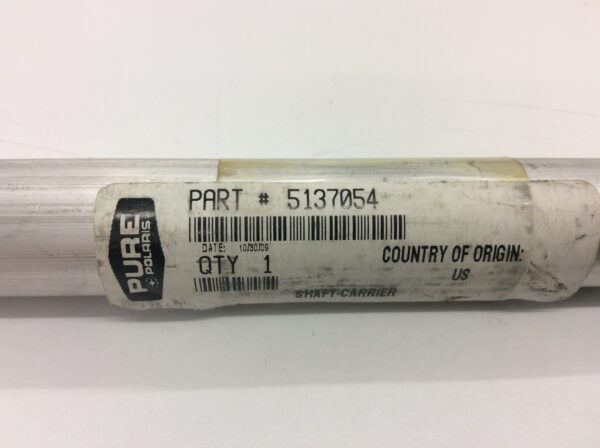 PURE
POLARIS
PART # 5137054
DATE: 10/30/09
QTY 1
COUNTRY OF ORIGIN:
US
SHAFT-CARRIER